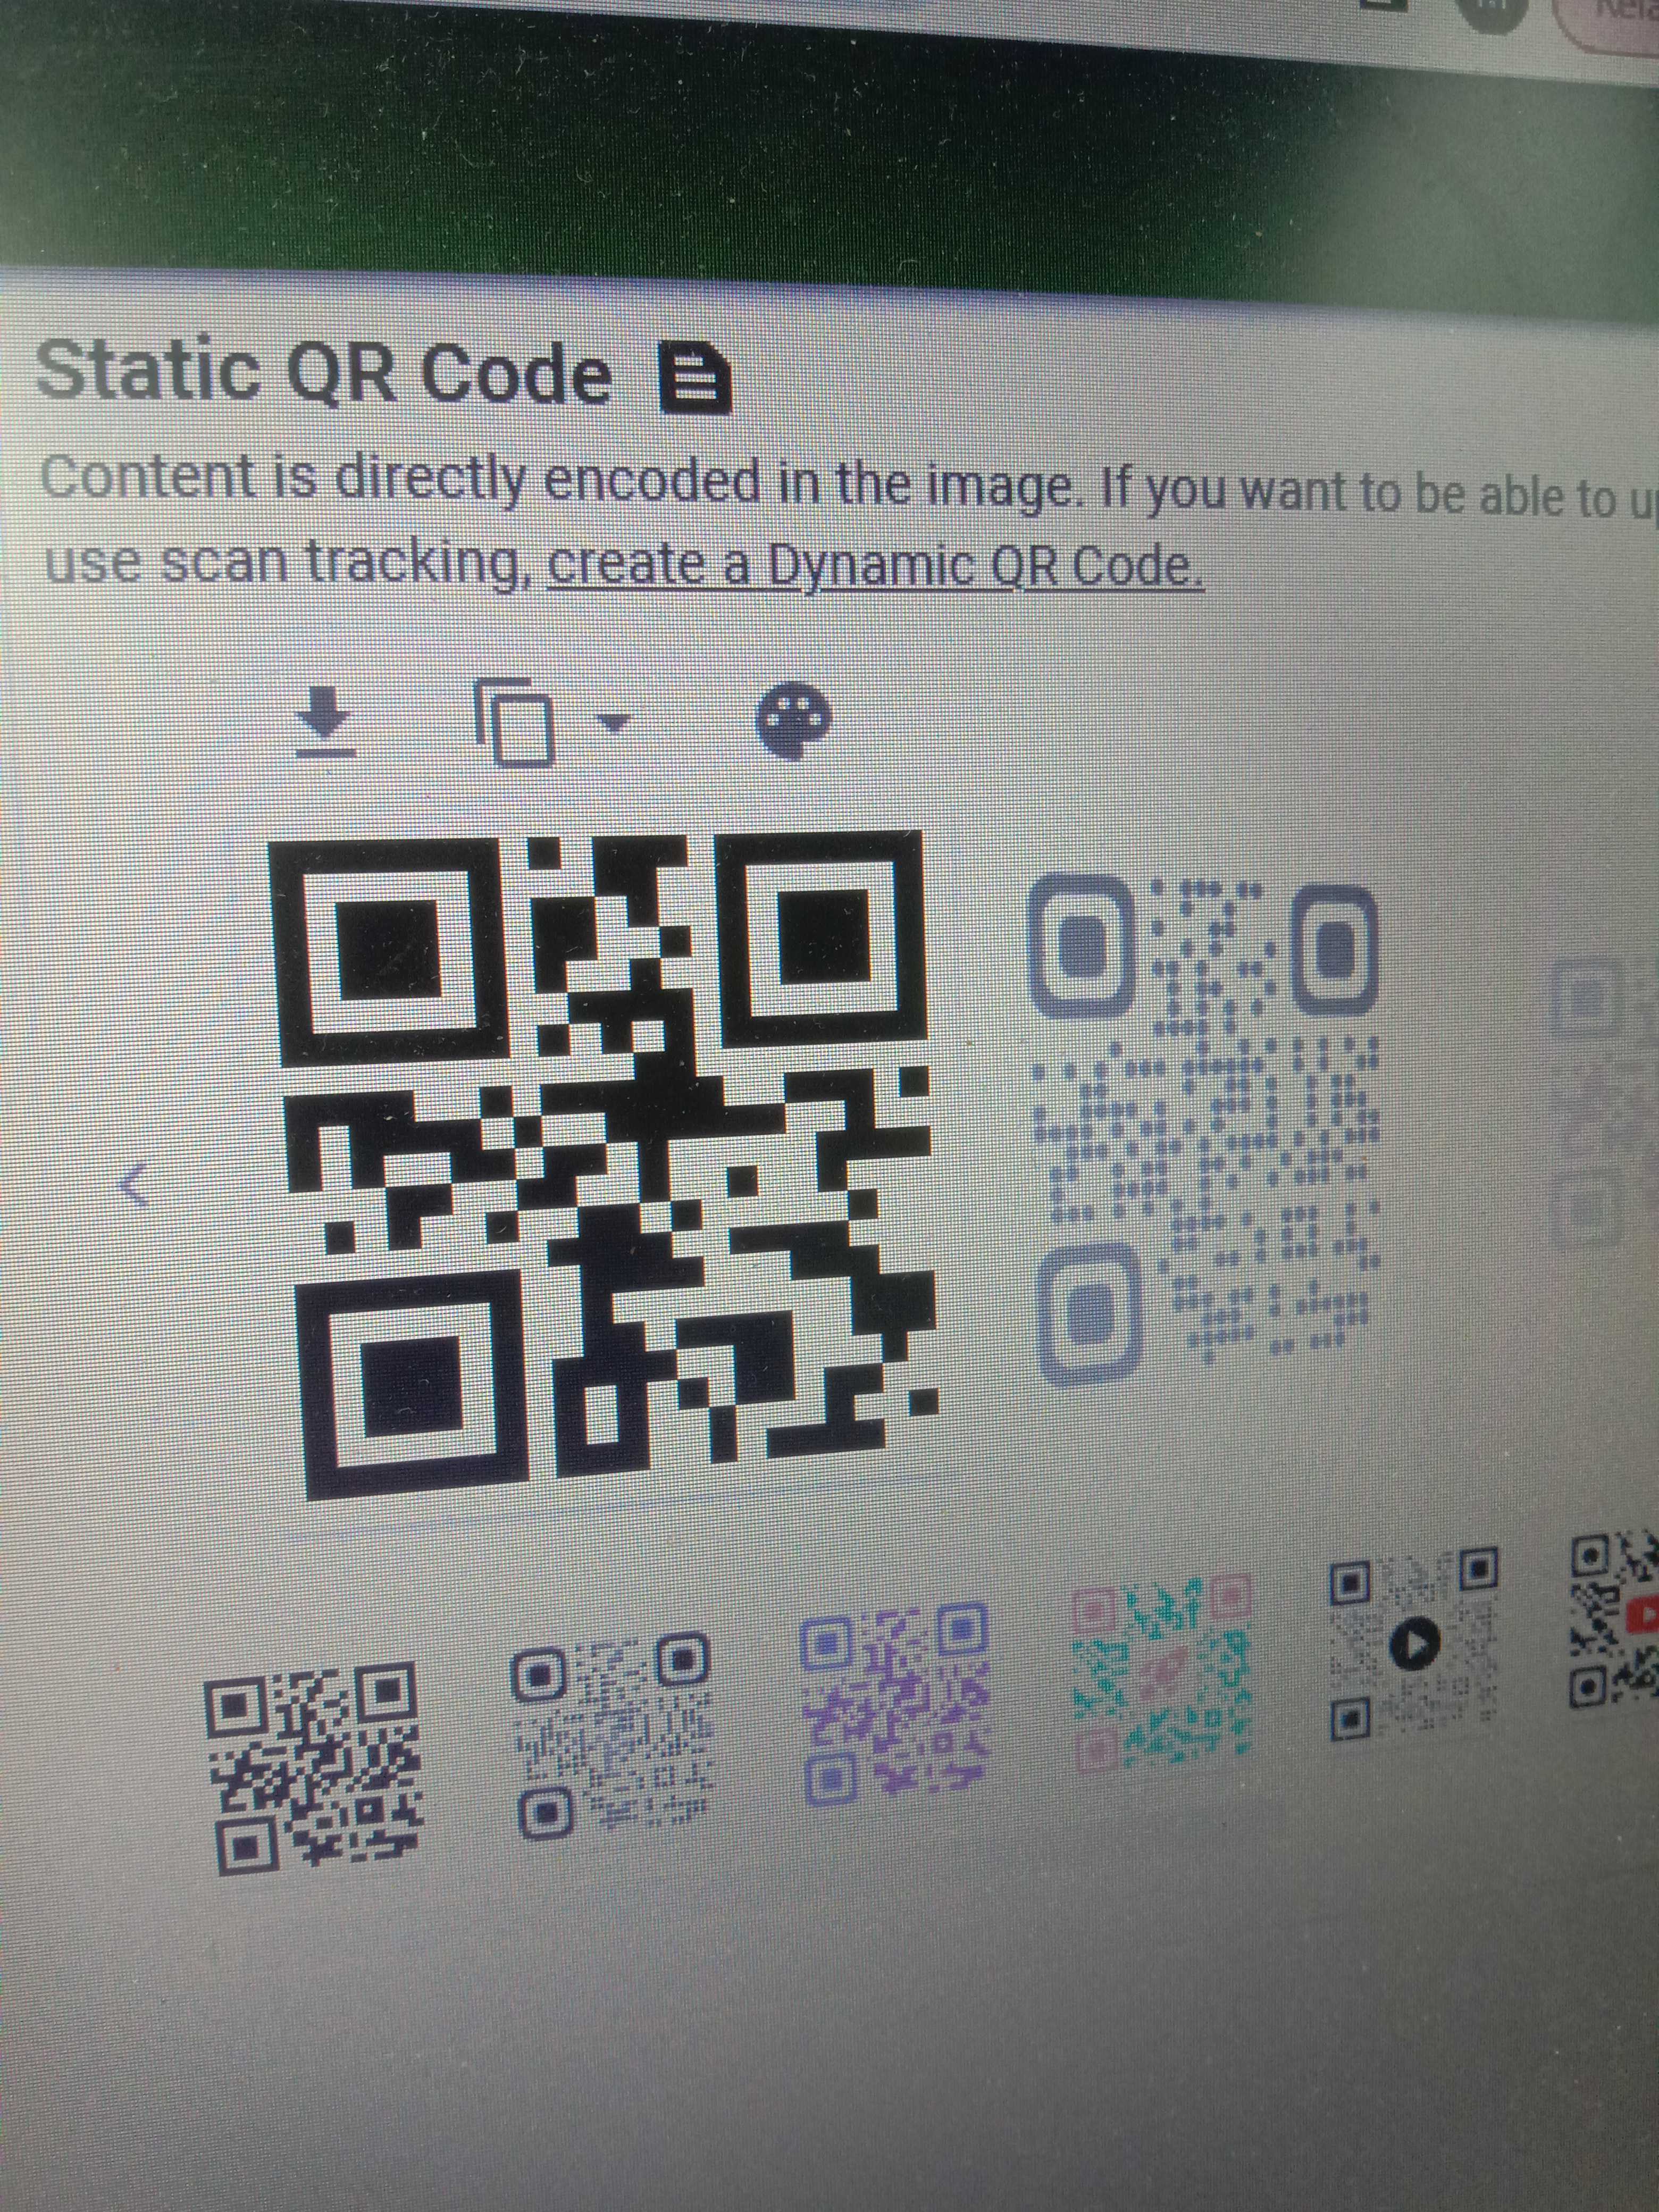 Static QR Code
Content is directly encoded in the image. If you want to be able to
use scan tracking, create a Dynamic QR Code.